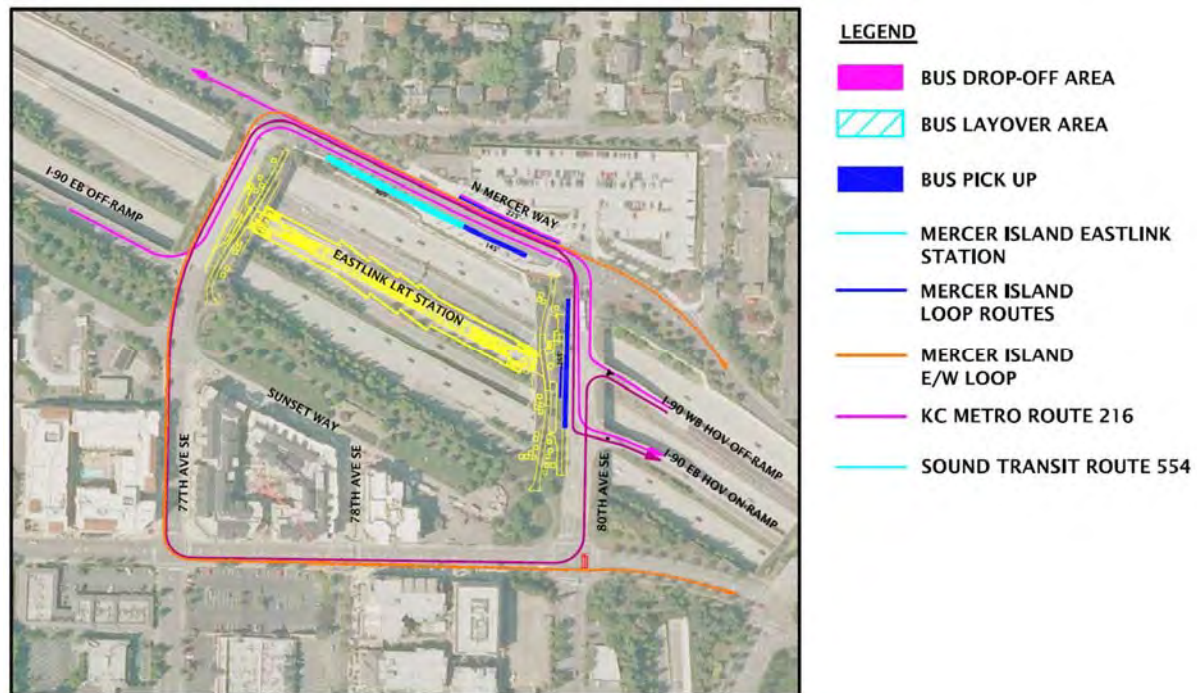 I-90 EB OFF-RAMP
N MERCER WAY
225'
145'
EASTLINK LRT STATION
SUNSET WAY
77TH AVE SE
78TH AVE SE
80TH AVE SE
I-90 WB HOV OFF-RAMP
I-90 EB HOV ON-RAMP
LEGEND
BUS DROP-OFF AREA
BUS LAYOVER AREA
BUS PICK UP
MERCER ISLAND EASTLINK
STATION
MERCER ISLAND
LOOP ROUTES
MERCER ISLAND
E/W LOOP
KC METRO ROUTE 216
SOUND TRANSIT ROUTE 554